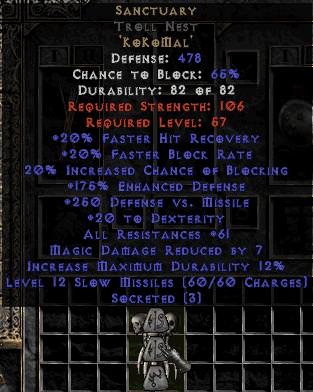 Sanctuary
Troll Nest
'KoKoMal'
Defense: 478
Chance to Block: 65%
Durability: 82 of 82
Required Strength: 106
Required Level: 57
+20% Faster Hit Recovery
+20% Faster Block Rate
20% Increased Chance of Blocking
+175% Enhanced Defense
+250 Defense vs. Missile
+20 to Dexterity
All Resistances +61
Magic Damage Reduced by 7
Increase Maximum Durability 12%
Level 12 Slow Missiles (60/60 Charges)
Socketed (3)